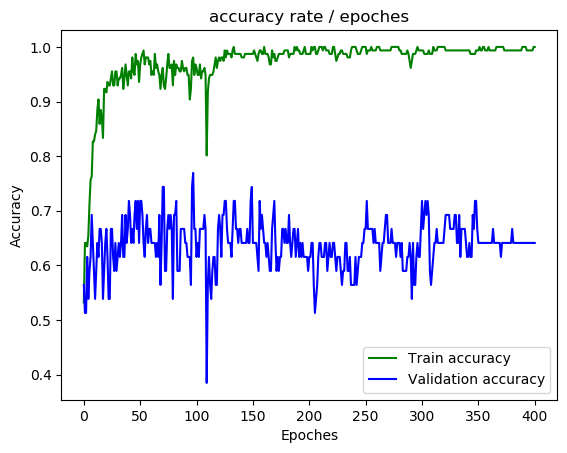 accuracy rate / epoches
1.0
0.9
0.8
0.7
0.6
0.5
0.4
Accuracy
Train accuracy
Validation accuracy
0 50 100 150 200 250 300 350 400
Epoches